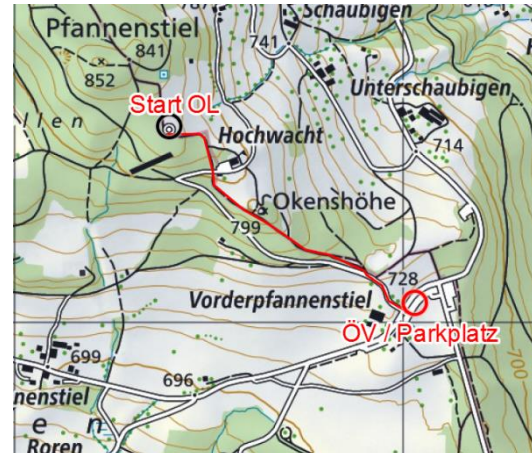 Schaubigen
Pfannenstiel
841
741
852
Unterschaubigen
Start OL
llen
Hochwacht
714
Okenshöhe
799
728
Vorderpfannenstiel
ÖV / Parkplatz
699
700
696
nenstiel
e n
Roren